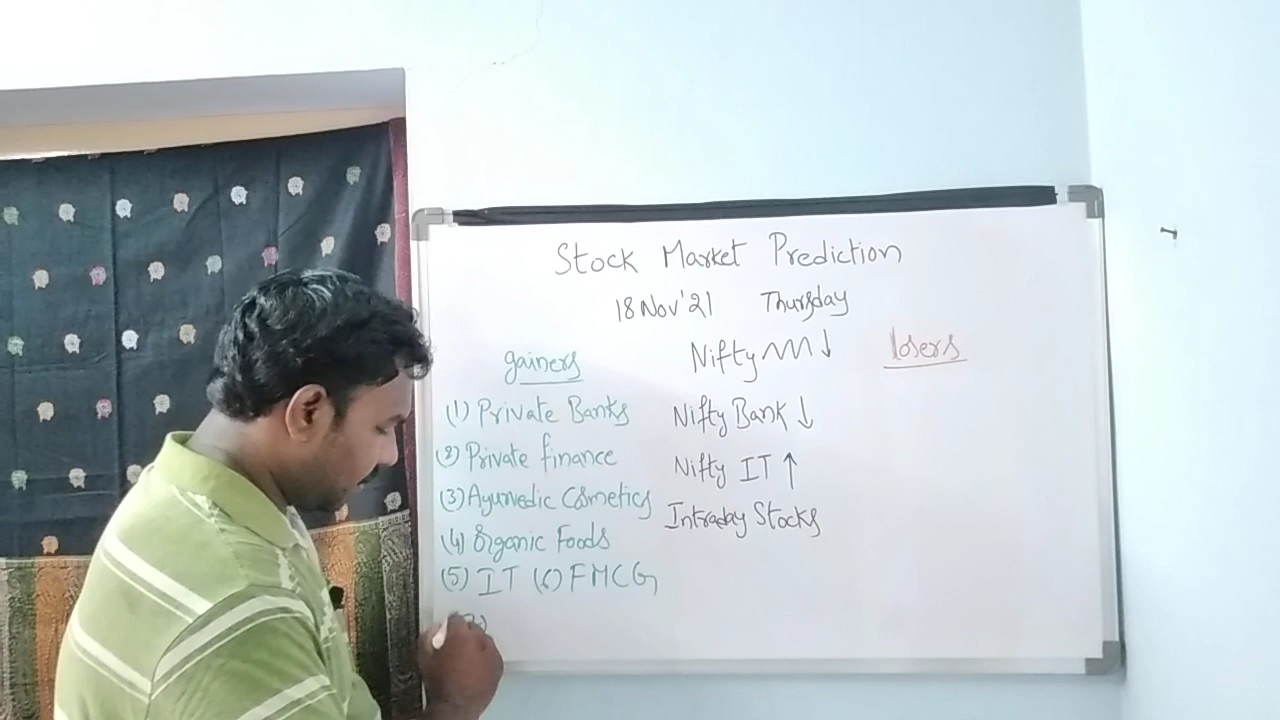 Stock Market Prediction
18 Nov'21 Thursday
Nifty ↓
gainers
(1) Private Banks
(2) Private finance
(3) Ayurvedic Cosmetics
(4) Organic Foods
(5) IT (6) FMCG
Nifty Bank ↓
Nifty IT ↑
Intraday Stocks
losers